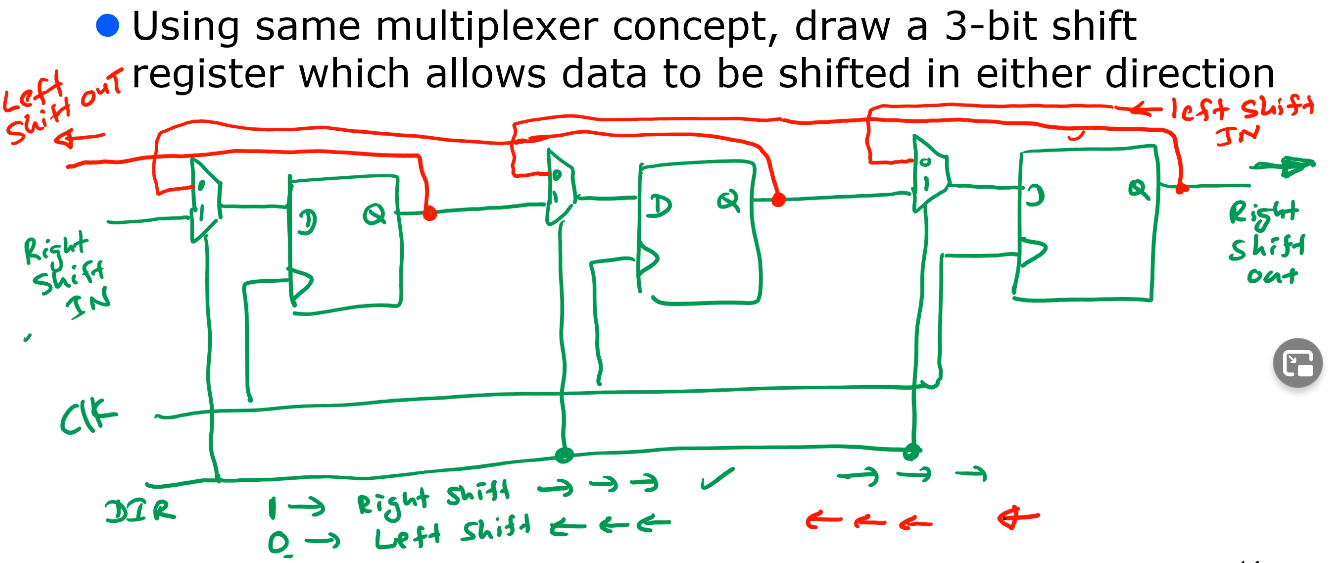 Using same multiplexer concept, draw a 3-bit shift
register which allows data to be shifted in either direction
Left
Shift OUT
left shift
IN
0
1
0
1
0
1
D
Q
D
Q
Q
Right
Shift
IN
Right
Shift
out
Clk
DIR
1 → Right Shift → → → ✓ → → →
0 → Left Shift ← ← ← ← ← ← ←